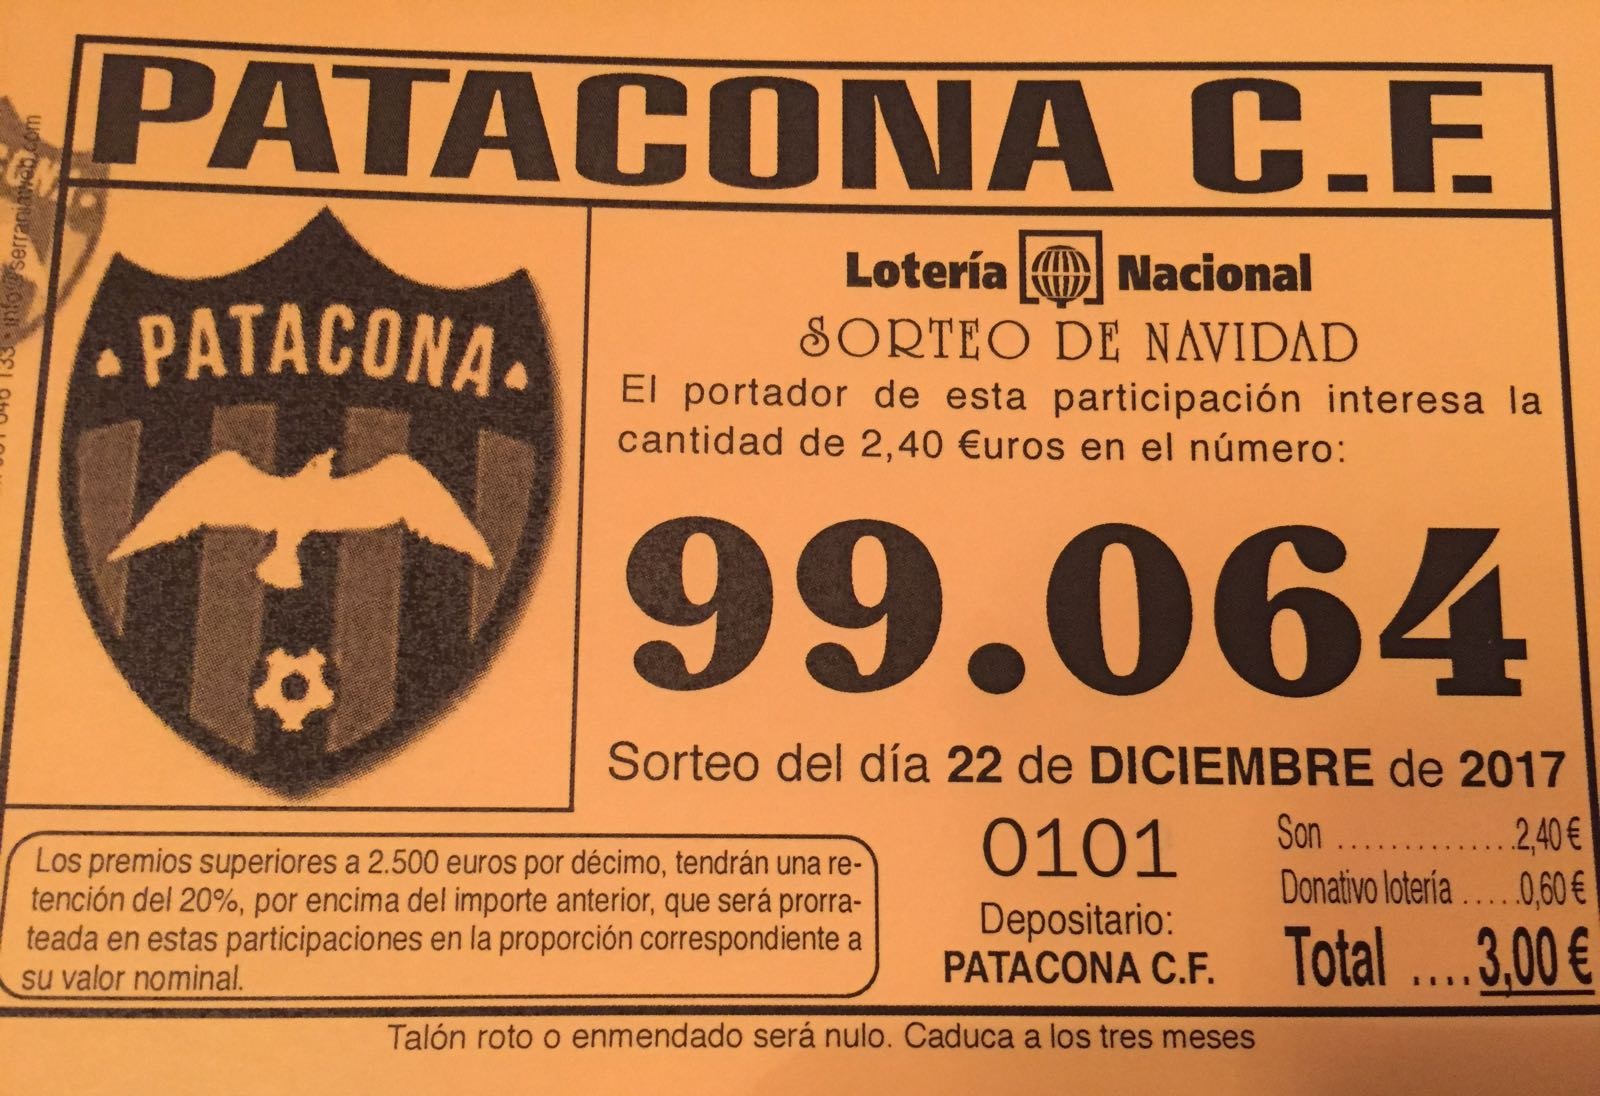 PATACONA C.F.
info@serraniaweb.com
PATACONA
Lotería Nacional
SORTEO DE NAVIDAD
El portador de esta participación interesa la
cantidad de 2,40 €uros en el número:
99.064
Sorteo del día 22 de DICIEMBRE de 2017
Los premios superiores a 2.500 euros por décimo, tendrán una re-
tención del 20%, por encima del importe anterior, que será prorra-
teada en estas participaciones en la proporción correspondiente a
su valor nominal.
0101
Depositario:
PATACONA C.F.
Son ..............2,40 €
Donativo lotería .....0,60 €
Total ....3,00 €
Talón roto o enmendado será nulo. Caduca a los tres meses